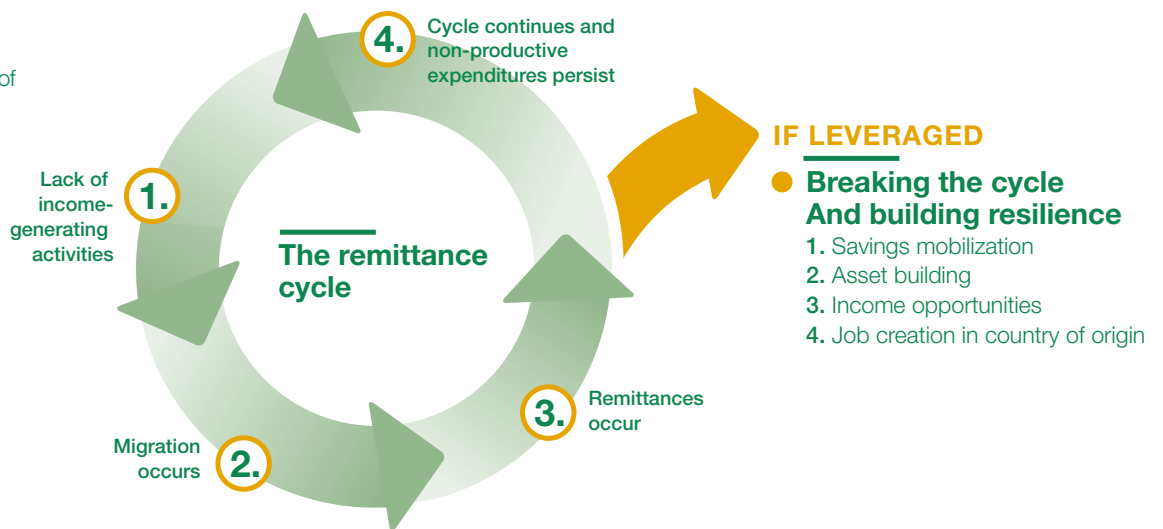 of
4.
Cycle continues and
non-productive
expenditures persist
Lack of
income-
generating
activities
1.
The remittance
cycle
Migration
occurs
2.
3.
Remittances
occur
IF LEVERAGED
Breaking the cycle
And building resilience
1. Savings mobilization
2. Asset building
3. Income opportunities
4. Job creation in country of origin